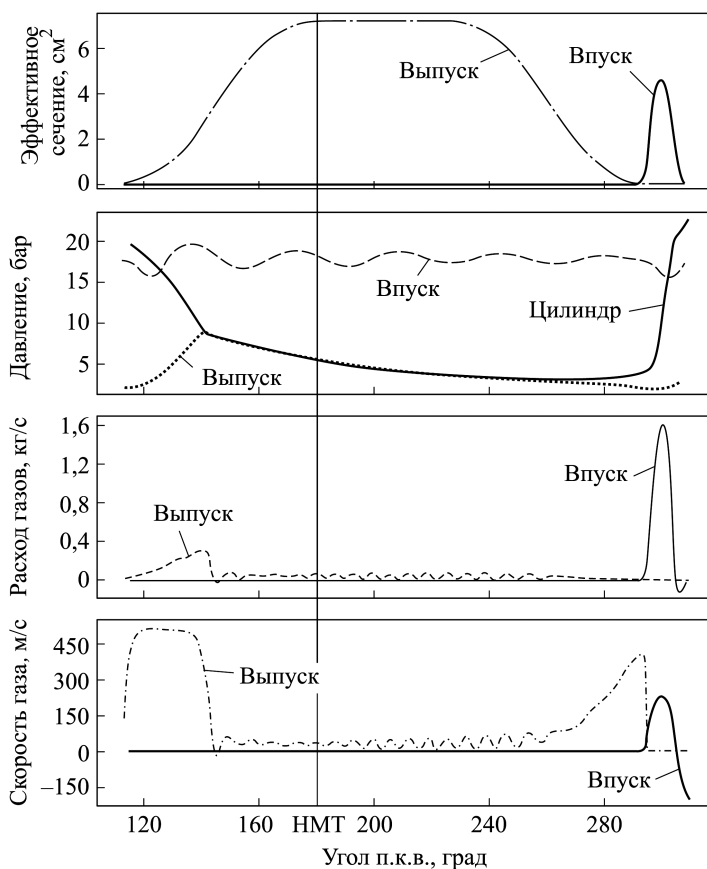 Эффективное
сечение, см²
6
4
2
0
Выпуск
Впуск
Давление, бар
20
15
10
5
Впуск
Цилиндр
Выпуск
Расход газов, кг/с
1,6
1,2
0,8
0,4
0
Впуск
Выпуск
Скорость газа, м/с
450
300
150
0
–150
Выпуск
Впуск
120 160 НМТ 200 240 280
Угол п.к.в., град